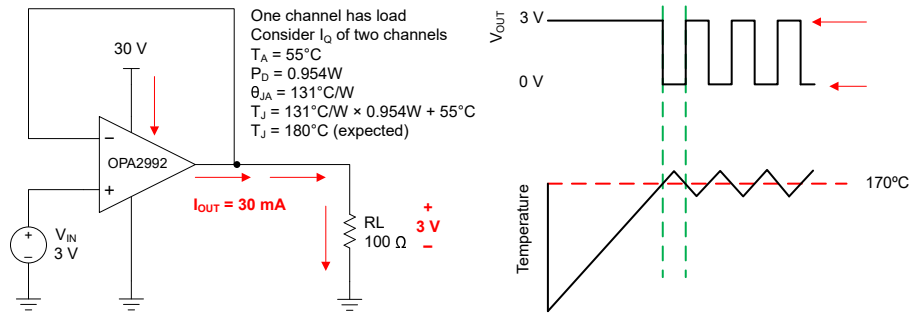 One channel has load
Consider IQ of two channels
TA = 55°C
PD = 0.954W
θJA = 131°C/W
TJ = 131°C/W × 0.954W + 55°C
TJ = 180°C (expected)
30 V
–
OPA2992
+
IOUT = 30 mA
+
–
VIN
3 V
RL
100 Ω
+
3 V
–
VOUT
3 V
0 V
Temperature
170ºC